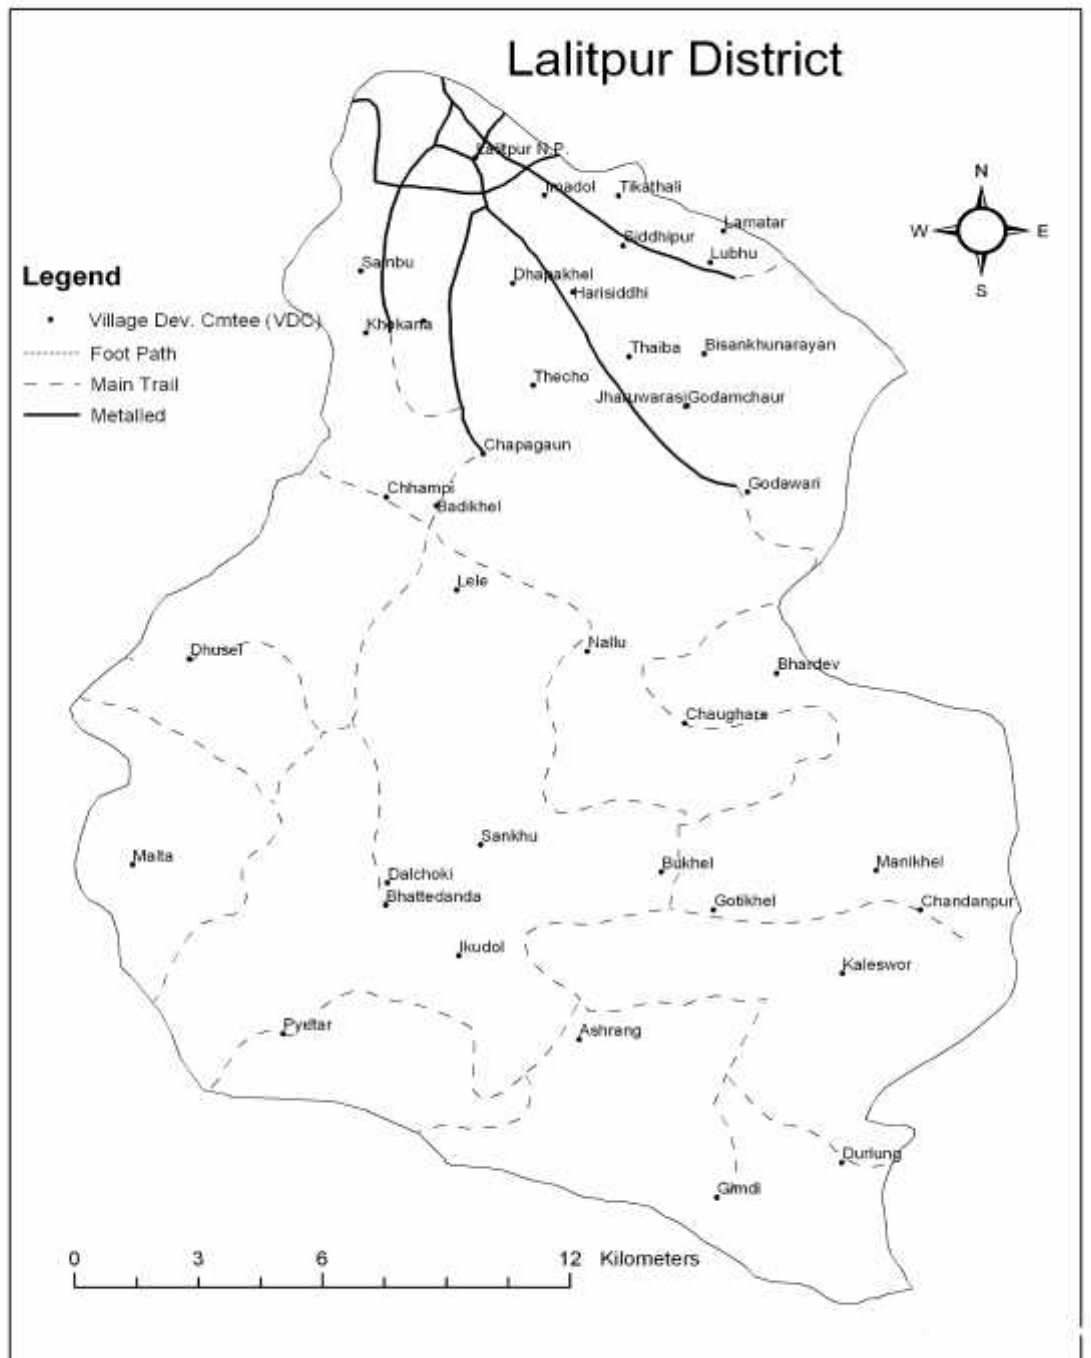 Lalitpur District
Lalitpur N.P.
N
Imadol
Tikathali
Lamatar
W
E
Siddhipur
Lubhu
Sainbu
Legend
Dhapakhel
S
Harisiddhi
Village Dev. Cmtee (VDC)
Khokana
Foot Path
Thaiba
Bisankhunarayan
Main Trail
Thecho
Metalled
Jharuwarasi
Godamchaur
Chapagaun
Chhampi
Godawari
Badikhel
Lele
Nallu
Dhusel
Bhardev
Chaughare
Sankhu
Malta
Bukhel
Manikhel
Dalchoki
Bhattedanda
Gotikhel
Chandanpur
Ikudol
Kaleswor
Pyutar
Ashrang
Durlung
Gimdi
0 3 6 12 Kilometers